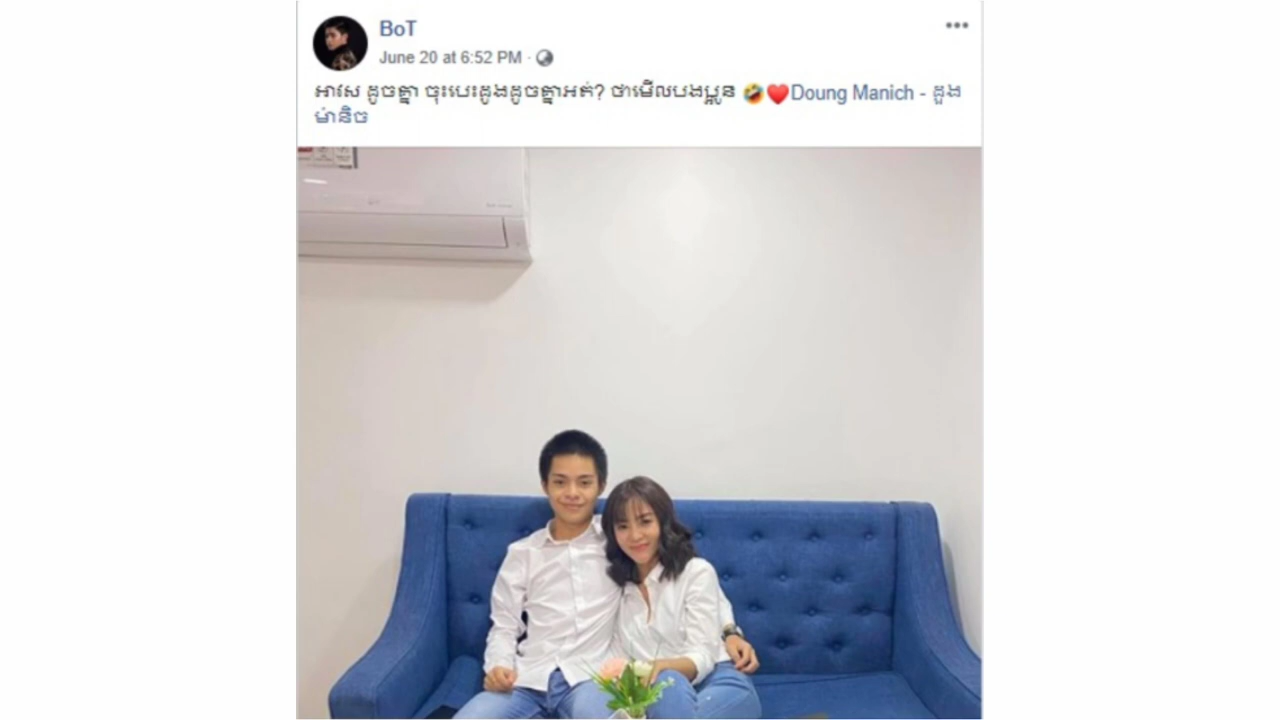 BoT
June 20 at 6:52 PM ·
អាវសេ ដូចគ្នា ចុះបេះដូងដូចគ្នាអត់? ថាមើលបងប្អូន 🤣❤️Doung Manich - ដួង
ម៉ានិច